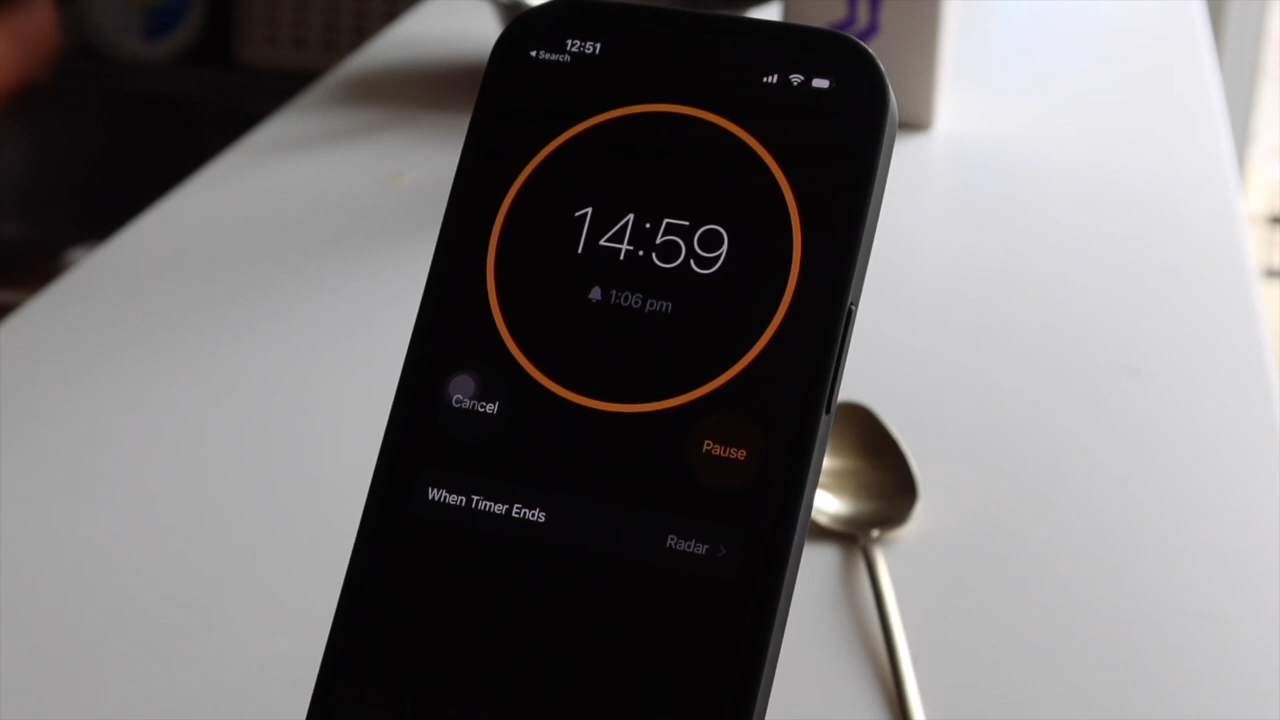 12:51
◀ Search
14:59
1:06 pm
Cancel
Pause
When Timer Ends
Radar >